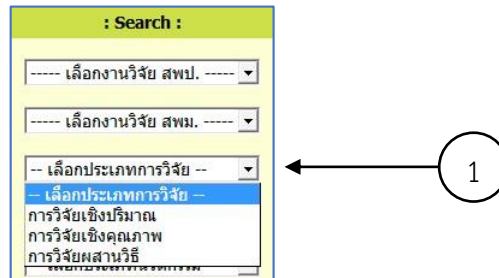 : Search :
----- เลือกงานวิจัย สพป. -----
----- เลือกงานวิจัย สพม. -----
-- เลือกประเภทการวิจัย --
-- เลือกประเภทการวิจัย --
การวิจัยเชิงปริมาณ
การวิจัยเชิงคุณภาพ
การวิจัยผสานวิธี
1